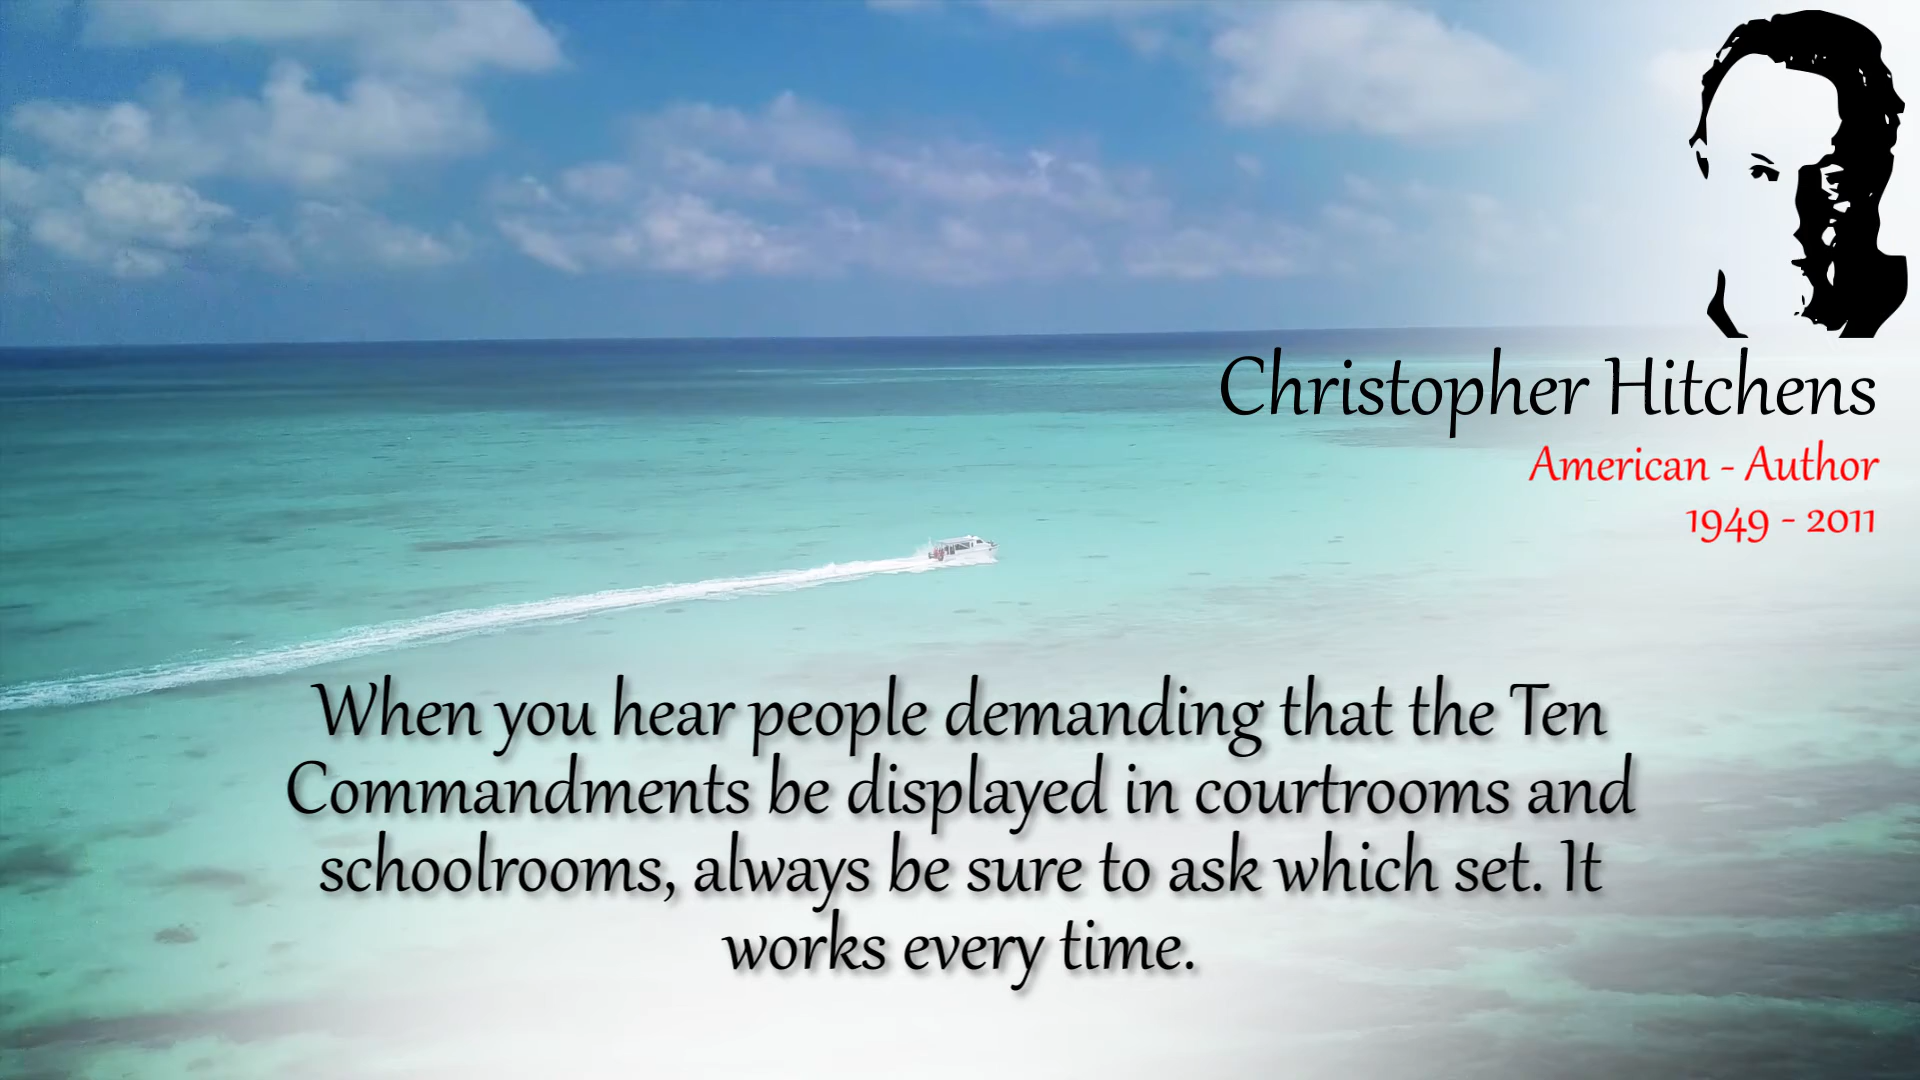 Christopher Hitchens
American - Author
1949 - 2011
When you hear people demanding that the Ten
Commandments be displayed in courtrooms and
schoolrooms, always be sure to ask which set. It
works every time.